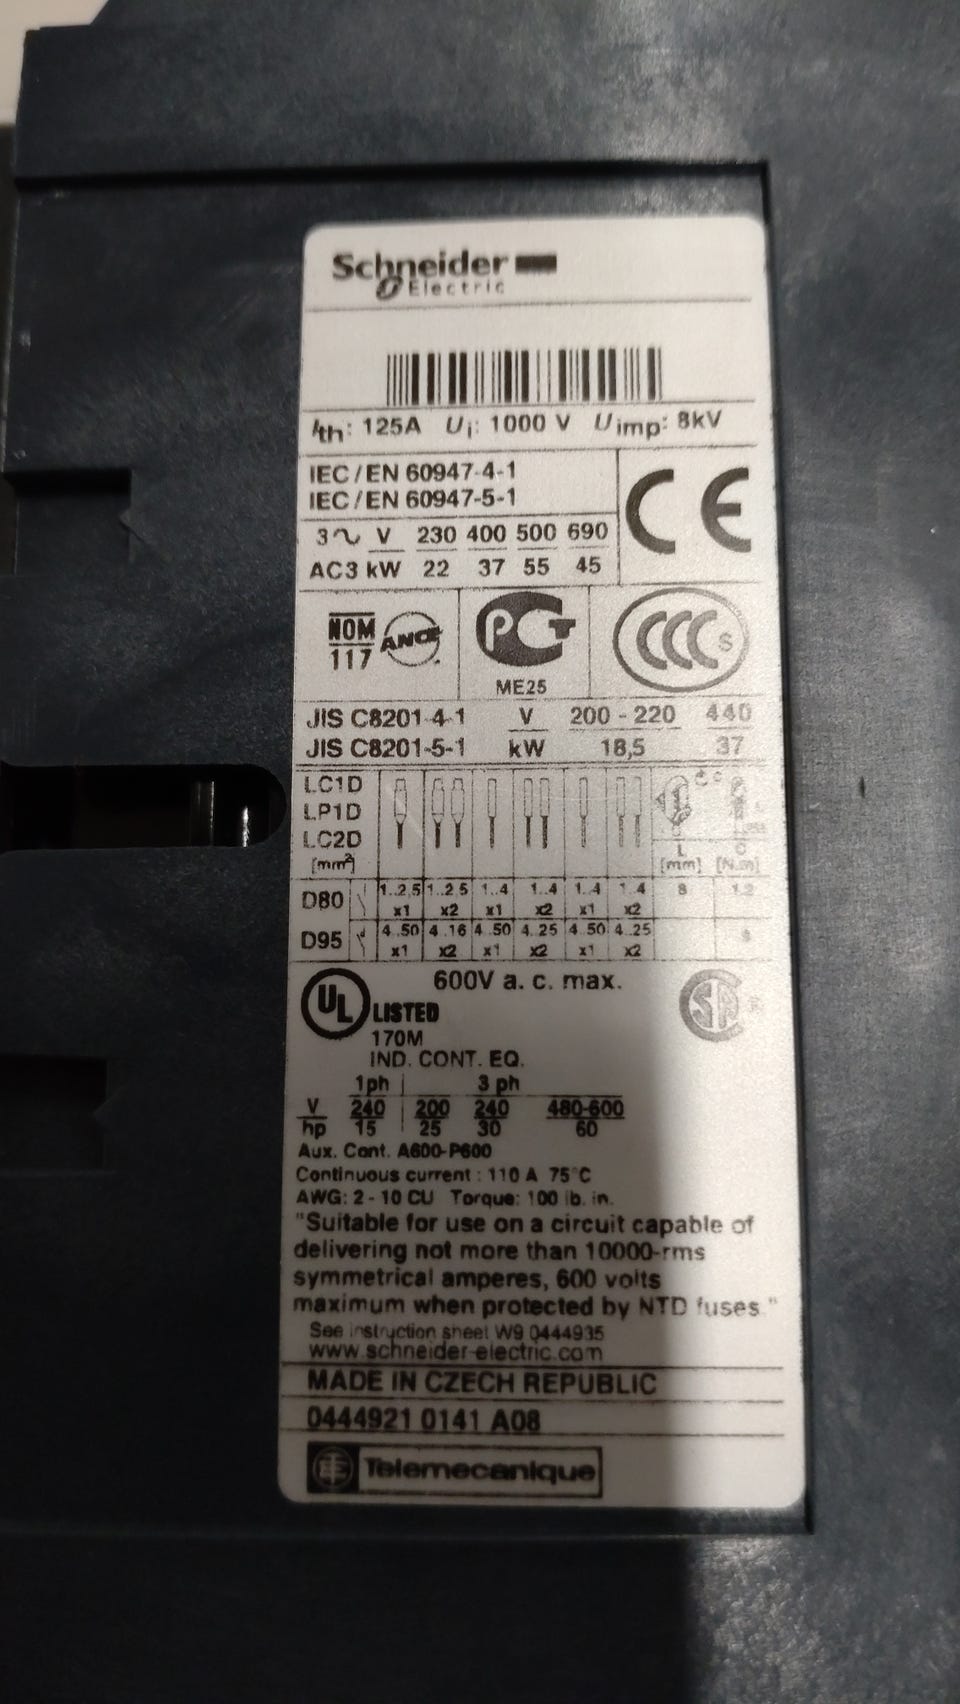 Schneider
Electric
Ith: 125A Ui: 1000 V Uimp: 8kV
IEC/EN 60947-4-1
IEC/EN 60947-5-1
CE
3~ V 230 400 500 690
AC3 kW 22 37 55 45
NOM
117
ANCE
PCT
ME25
CCC S
JIS C8201-4-1 V 200 - 220 440
JIS C8201-5-1 kW 18,5 37
LC1D
LP1D
LC2D
[mm²]
L
[mm]
C
[N.m]
D80 1..2,5 x1 1..2,5 x2 1..4 x1 1..4 x2 1..4 x1 1..4 x2 8 1.2
D95 4..50 x1 4..16 x2 4..50 x1 4..25 x2 4..50 x1 4..25 x2 9
600V a. c. max.
UL LISTED
170M
IND. CONT. EQ.
SA
1ph 3 ph
V 240 200 240 480-600
hp 15 25 30 60
Aux. Cont. A600-P600
Continuous current : 110 A 75°C
AWG: 2 - 10 CU Torque: 100 lb. in.
"Suitable for use on a circuit capable of
delivering not more than 10000-rms
symmetrical amperes, 600 volts
maximum when protected by NTD fuses."
See instruction sheet W9 0444935
www.schneider-electric.com
MADE IN CZECH REPUBLIC
0444921 0141 A08
Telemecanique